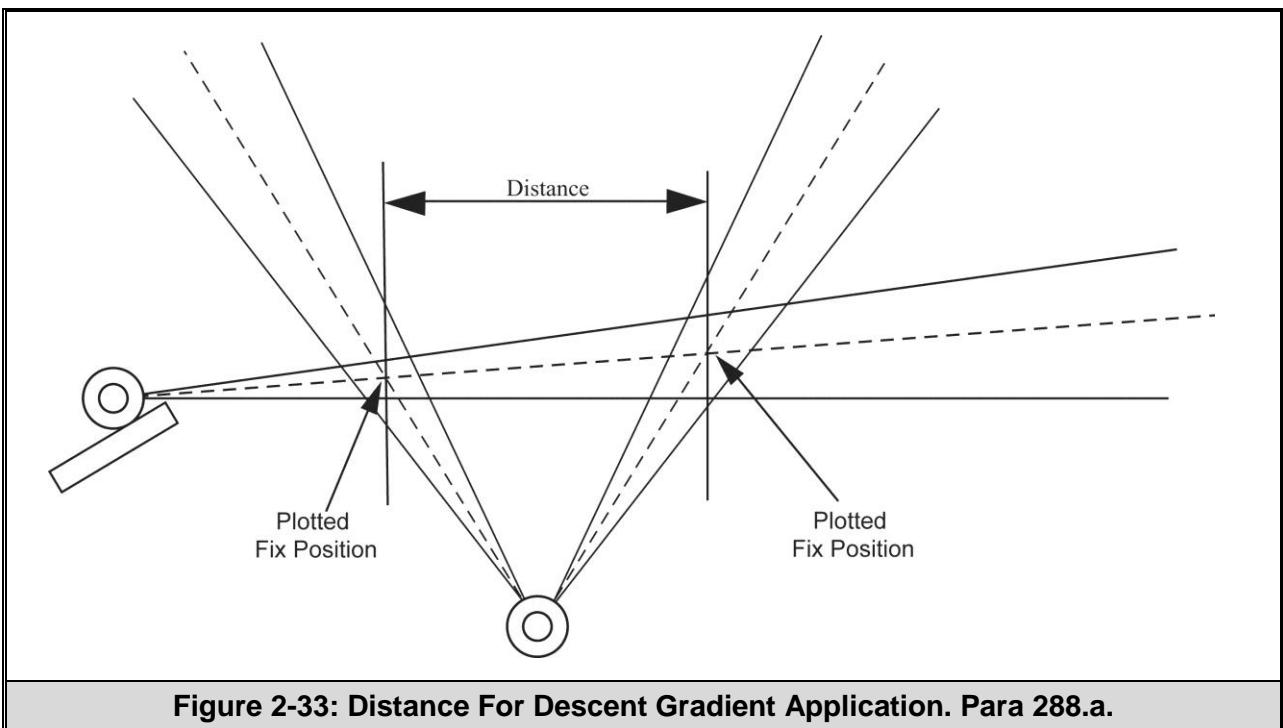 Distance
Plotted
Fix Position
Plotted
Fix Position
Figure 2-33: Distance For Descent Gradient Application. Para 288.a.